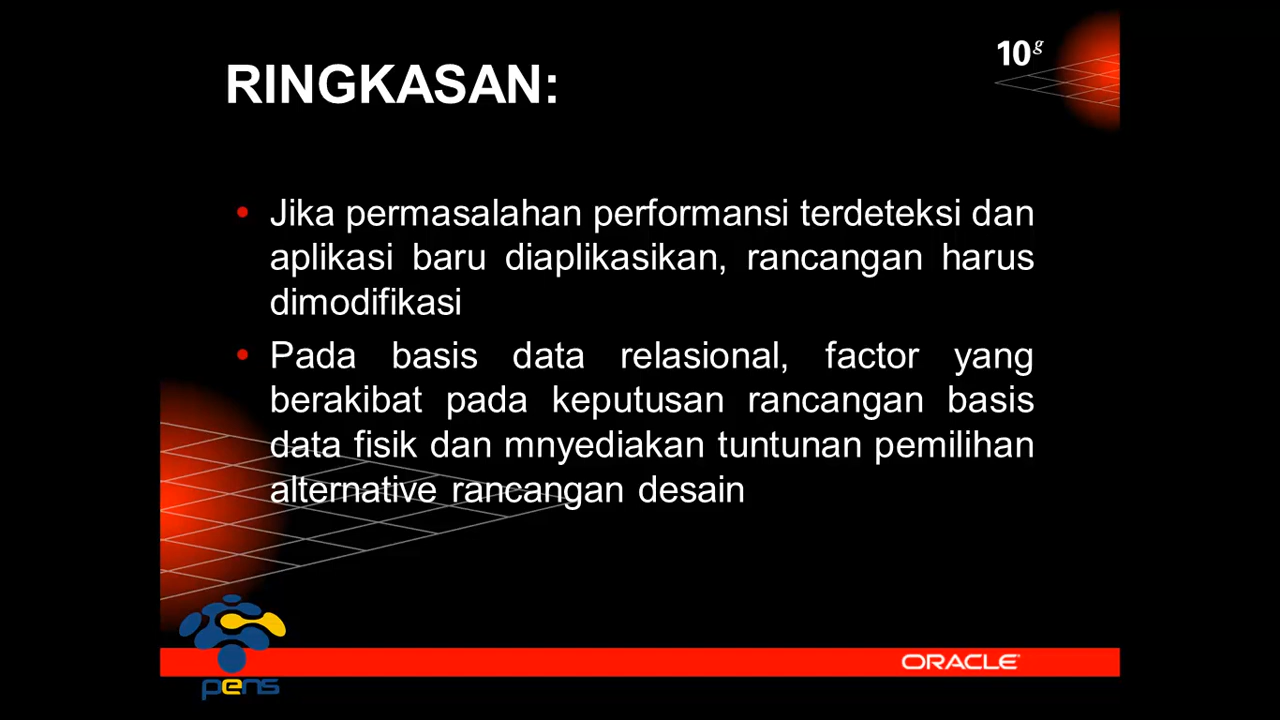 10g
RINGKASAN:
• Jika permasalahan performansi terdeteksi dan
aplikasi baru diaplikasikan, rancangan harus
dimodifikasi
• Pada basis data relasional, factor yang
berakibat pada keputusan rancangan basis
data fisik dan mnyediakan tuntunan pemilihan
alternative rancangan desain
ORACLE
pens